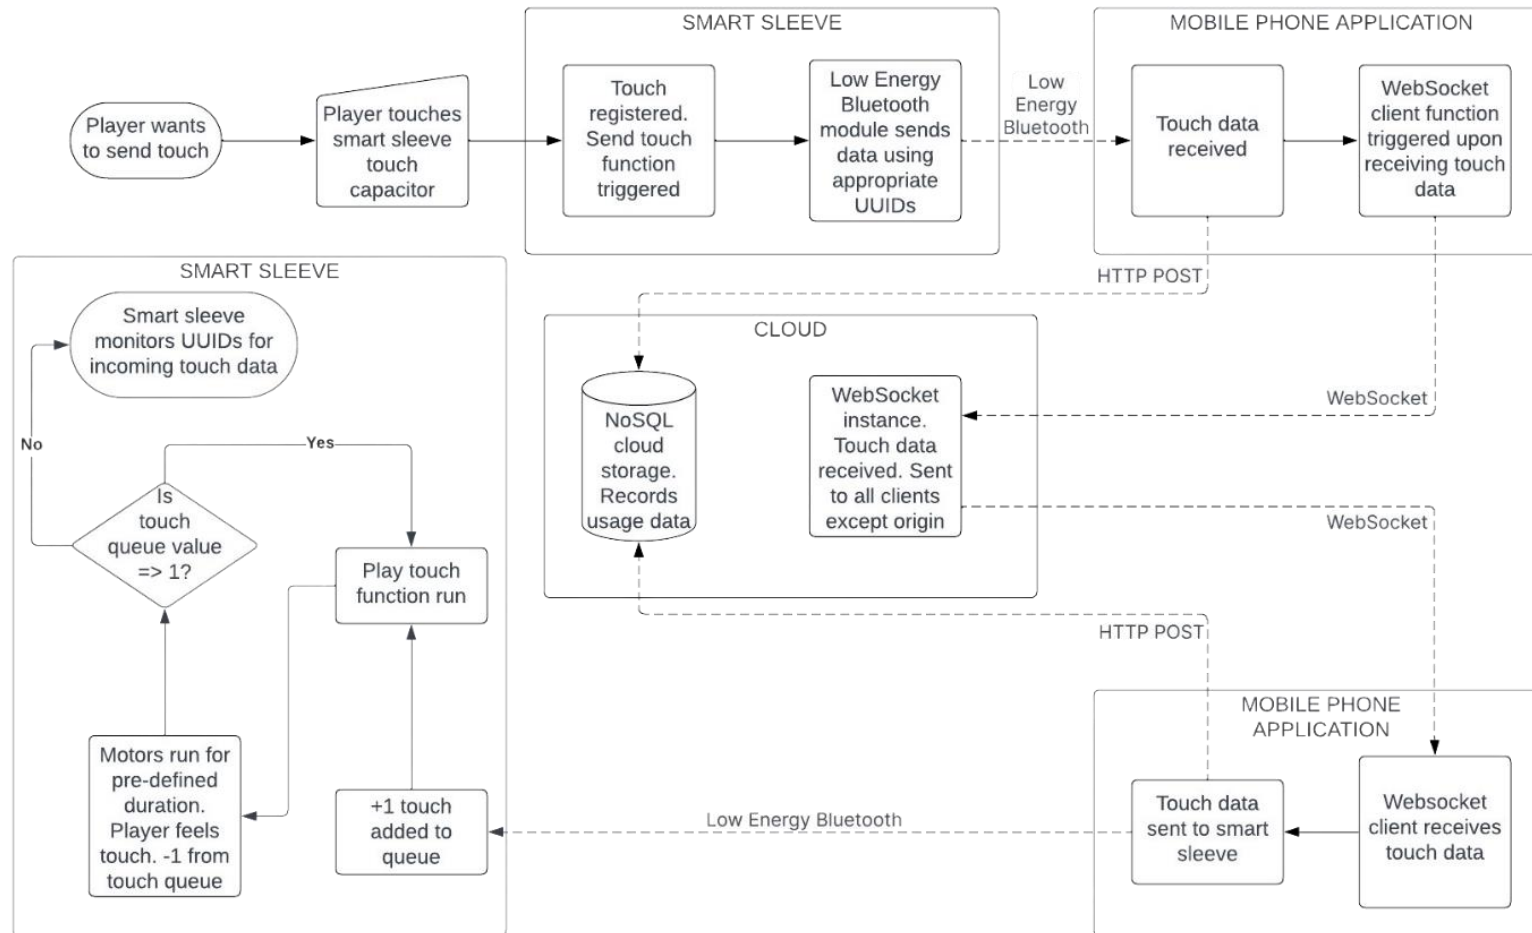 SMART SLEEVE
MOBILE PHONE APPLICATION
Player wants
to send touch
Player touches
smart sleeve
touch
capacitor
Touch
registered.
Send touch
function
triggered
Low Energy
Bluetooth
module sends
data using
appropriate
UUIDs
Low
Energy
Bluetooth
Touch data
received
WebSocket
client function
triggered upon
receiving touch
data
HTTP POST
WebSocket
CLOUD
NoSQL
cloud
storage.
Records
usage data
WebSocket
instance.
Touch data
received. Sent
to all clients
except origin
WebSocket
HTTP POST
MOBILE PHONE
APPLICATION
Websocket
client receives
touch data
Touch data
sent to smart
sleeve
Low Energy Bluetooth
SMART SLEEVE
+1 touch
added to
queue
Play touch
function run
Motors run for
pre-defined
duration.
Player feels
touch. -1 from
touch queue
Is
touch
queue value
=> 1?
Yes
No
Smart sleeve
monitors UUIDs for
incoming touch data